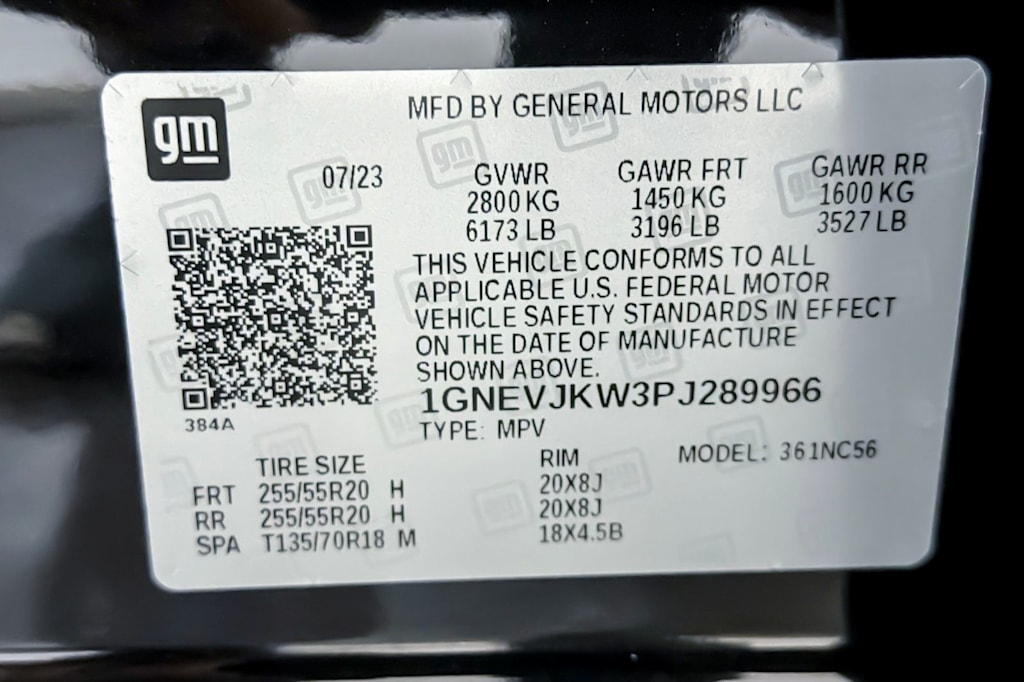 gm
MFD BY GENERAL MOTORS LLC
07/23
GVWR GAWR FRT GAWR RR
2800 KG 1450 KG 1600 KG
6173 LB 3196 LB 3527 LB
THIS VEHICLE CONFORMS TO ALL
APPLICABLE U.S. FEDERAL MOTOR
VEHICLE SAFETY STANDARDS IN EFFECT
ON THE DATE OF MANUFACTURE
SHOWN ABOVE.
1GNEVJKW3PJ289966
384A
TYPE: MPV
TIRE SIZE RIM MODEL: 361NC56
FRT 255/55R20 H 20X8J
RR 255/55R20 H 20X8J
SPA T135/70R18 M 18X4.5B